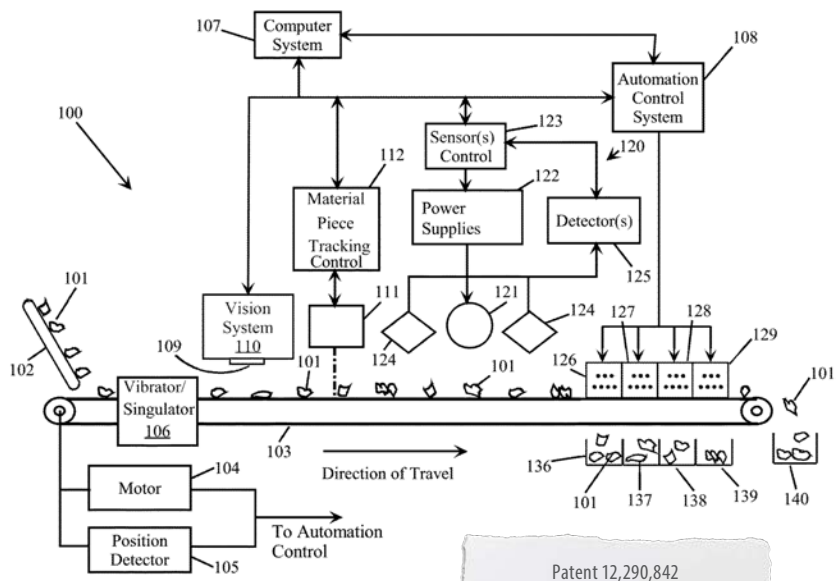 107
Computer
System
108
Automation
Control
System
100
123
Sensor(s)
Control
120
112
122
Material
Piece
Tracking
Control
Power
Supplies
Detector(s)
125
101
102
Vision
System
110
109
111
124
121
124
127
128
126
129
101
101
101
Vibrator/
Singulator
106
103
Direction of Travel
136
101
137
138
139
140
104
Motor
Position
Detector
105
To Automation
Control
Patent 12,290,842